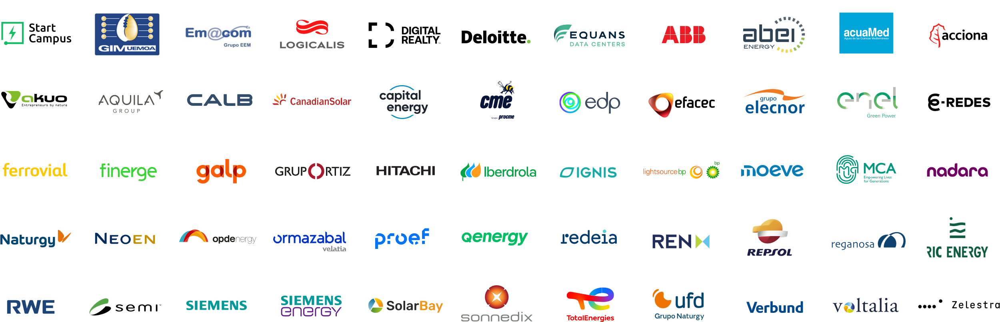 Start
Campus
GIMUEMOA
Em@com
Grupo EEM
LOGICALIS
DIGITAL
REALTY™
Deloitte.
EQUANS
DATA CENTERS
ABB
abei
ENERGY
acuaMed
Aguas de las Cuencas Mediterráneas
acciona
akuo
Entrepreneurs by nature
AQUILA
GROUP
CALB
CanadianSolar
capital
energy
cme
Grupo procme
edp
efacec
grupo
elecnor
enel
Green Power
E-REDES
ferrovial
finerge
galp
GRUPORTIZ
HITACHI
Iberdrola
IGNIS
lightsource bp
bp
moeve
MCA
Empowering Lives
for Generations
nadara
Naturgy
NEOEN
opdenergy
ormazabal
velatia
proef
Qenergy
redeia
REN
REPSOL
reganosa
RIC ENERGY
RWE
semi™
SIEMENS
SIEMENS
energy
SolarBay
sonnedix
TotalEnergies
ufd
Grupo Naturgy
Verbund
voltalia
Zelestra